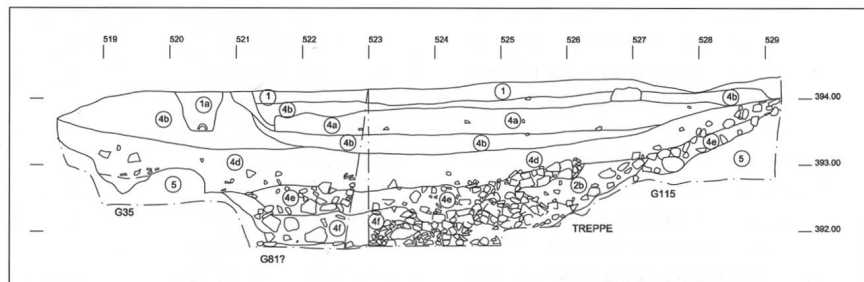 519 520 521 522 523 524 525 526 527 528 529
1a 1 1 4b 394.00
4b 4b 4a 4a
4b 4b
4d 4d 4e 393.00
5 5
4e 4e 2b G115
G35 4f 4f TREPPE 392.00
G81?